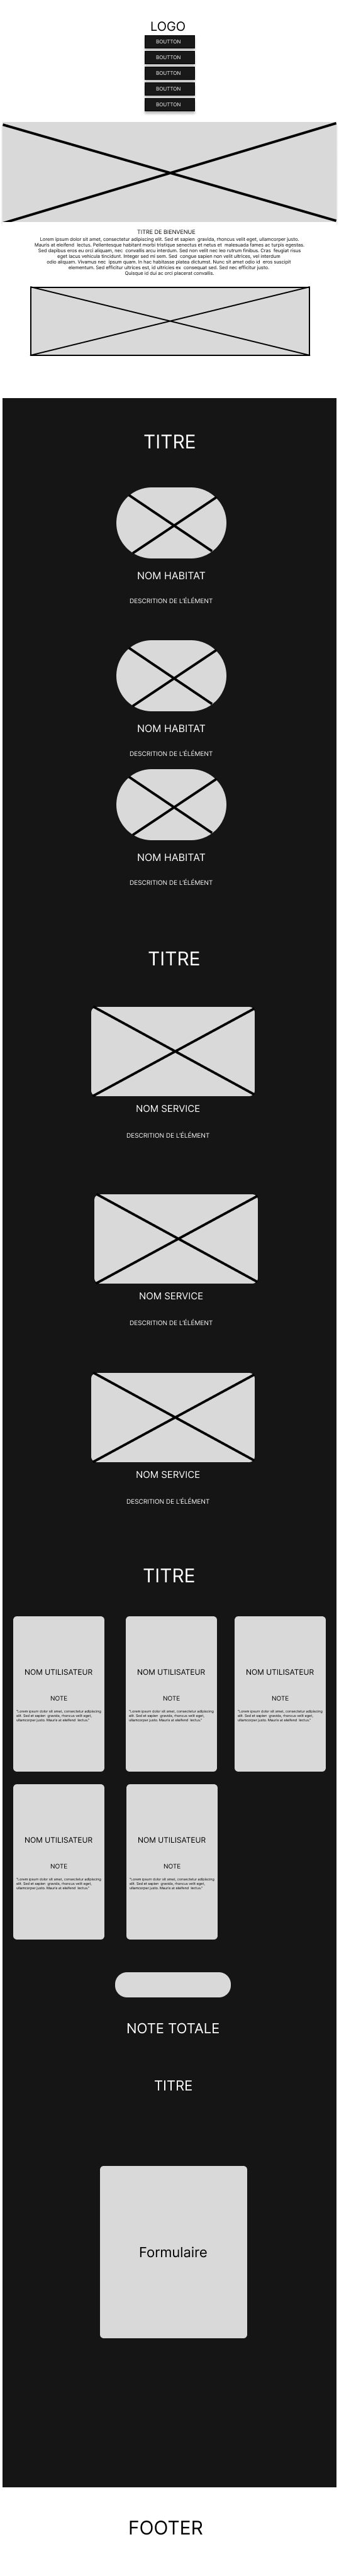 LOGO
BOUTTON
BOUTTON
BOUTTON
BOUTTON
BOUTTON
TITRE DE BIENVENUE
Lorem ipsum dolor sit amet, consectetur adipiscing elit. Sed et sapien gravida, rhoncus velit eget, ullamcorper justo.
Mauris at eleifend lectus. Pellentesque habitant morbi tristique senectus et netus et malesuada fames ac turpis egestas.
Sed dapibus eros eu orci aliquam, nec convallis arcu interdum. Sed non velit nec leo rutrum finibus. Cras feugiat risus
eget lacus vehicula tincidunt. Integer sed mi sem. Sed congue sapien non velit ultrices, vel interdum
odio aliquam. Vivamus nec ipsum quam. In hac habitasse platea dictumst. Nunc sit amet odio id eros suscipit
elementum. Sed efficitur ultrices est, id ultrices ex consequat sed. Sed nec efficitur justo.
Quisque id dui ac orci placerat convallis.
TITRE
NOM HABITAT
DESCRITION DE L'ÉLÉMENT
NOM HABITAT
DESCRITION DE L'ÉLÉMENT
NOM HABITAT
DESCRITION DE L'ÉLÉMENT
TITRE
NOM SERVICE
DESCRITION DE L'ÉLÉMENT
NOM SERVICE
DESCRITION DE L'ÉLÉMENT
NOM SERVICE
DESCRITION DE L'ÉLÉMENT
TITRE
NOM UTILISATEUR
NOTE
"Lorem ipsum dolor sit amet, consectetur adipiscing
elit. Sed et sapien gravida, rhoncus velit eget,
ullamcorper justo. Mauris at eleifend lectus."
NOM UTILISATEUR
NOTE
"Lorem ipsum dolor sit amet, consectetur adipiscing
elit. Sed et sapien gravida, rhoncus velit eget,
ullamcorper justo. Mauris at eleifend lectus."
NOM UTILISATEUR
NOTE
"Lorem ipsum dolor sit amet, consectetur adipiscing
elit. Sed et sapien gravida, rhoncus velit eget,
ullamcorper justo. Mauris at eleifend lectus."
NOM UTILISATEUR
NOTE
"Lorem ipsum dolor sit amet, consectetur adipiscing
elit. Sed et sapien gravida, rhoncus velit eget,
ullamcorper justo. Mauris at eleifend lectus."
NOM UTILISATEUR
NOTE
"Lorem ipsum dolor sit amet, consectetur adipiscing
elit. Sed et sapien gravida, rhoncus velit eget,
ullamcorper justo. Mauris at eleifend lectus."
NOTE TOTALE
TITRE
Formulaire
FOOTER